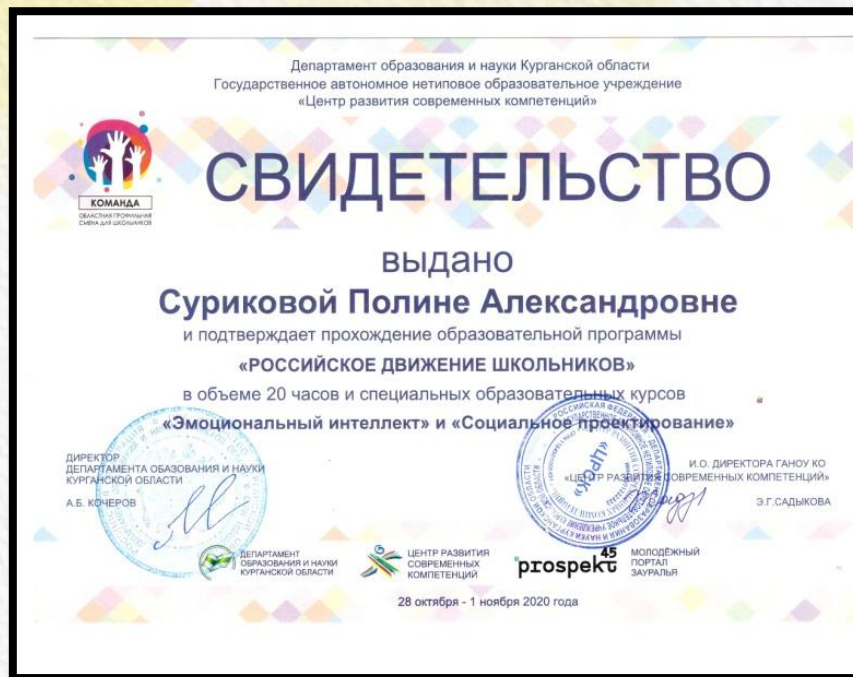 Департамент образования и науки Курганской области
Государственное автономное нетиповое образовательное учреждение
«Центр развития современных компетенций»
КОМАНДА
ОБЛАСТНАЯ ПРОФИЛЬНАЯ
СМЕНА ДЛЯ ШКОЛЬНИКОВ
СВИДЕТЕЛЬСТВО
выдано
Суриковой Полине Александровне
и подтверждает прохождение образовательной программы
«РОССИЙСКОЕ ДВИЖЕНИЕ ШКОЛЬНИКОВ»
в объеме 20 часов и специальных образовательных курсов
«Эмоциональный интеллект» и «Социальное проектирование»
ДИРЕКТОР
ДЕПАРТАМЕНТА ОБАЗОВАНИЯ И НАУКИ
КУРГАНСКОЙ ОБЛАСТИ
А.Б. КОЧЕРОВ
И.О. ДИРЕКТОРА ГАНОУ КО
«ЦЕНТР РАЗВИТИЯ СОВРЕМЕННЫХ КОМПЕТЕНЦИЙ»
Э.Г.САДЫКОВА
«ЦРСК»
РОССИЙСКАЯ ФЕДЕРАЦИЯ
ДЕПАРТАМЕНТ
ОБРАЗОВАНИЯ И НАУКИ
КУРГАНСКОЙ ОБЛАСТИ
ЦЕНТР РАЗВИТИЯ
СОВРЕМЕННЫХ
КОМПЕТЕНЦИЙ
prospekt 45
МОЛОДЁЖНЫЙ
ПОРТАЛ
ЗАУРАЛЬЯ
28 октября - 1 ноября 2020 года